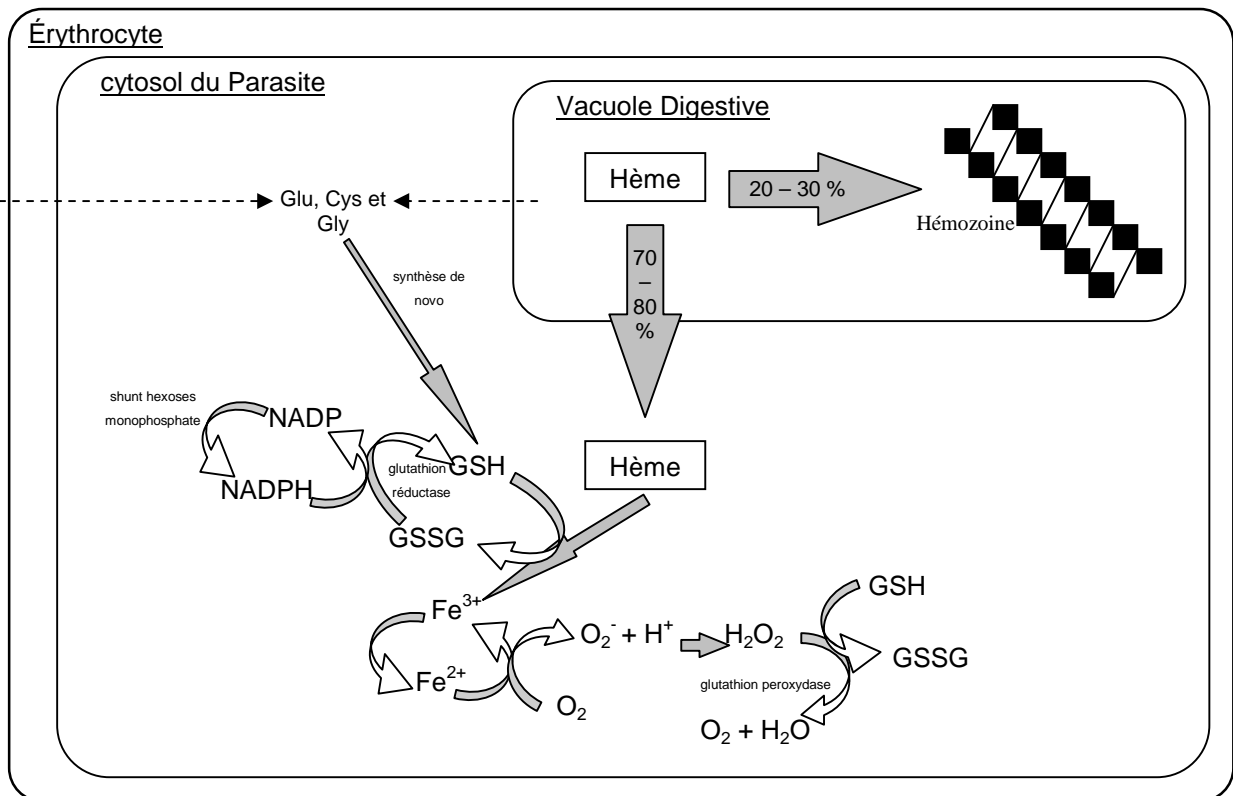 Érythrocyte
cytosol du Parasite
Vacuole Digestive
Hème
20 – 30 %
Hémozoine
Glu, Cys et
Gly
70
–
80
%
synthèse de
novo
shunt hexoses
monophosphate
NADP
NADPH
glutathion
réductase
GSH
GSSG
Hème
Fe³⁺
Fe²⁺
O₂⁻ + H⁺
O₂
H₂O₂
GSH
GSSG
glutathion peroxydase
O₂ + H₂O